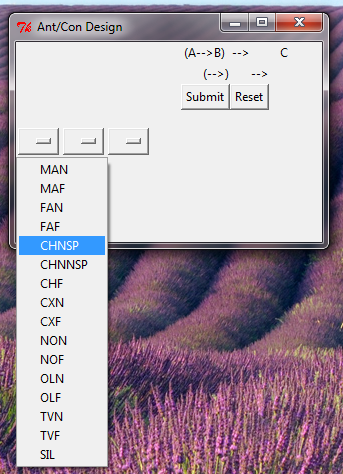 Ant/Con Design
(A-->B) --> C
(-->) -->
Submit Reset
MAN
MAF
FAN
FAF
CHNSP
CHNNSP
CHF
CXN
CXF
NON
NOF
OLN
OLF
TVN
TVF
SIL